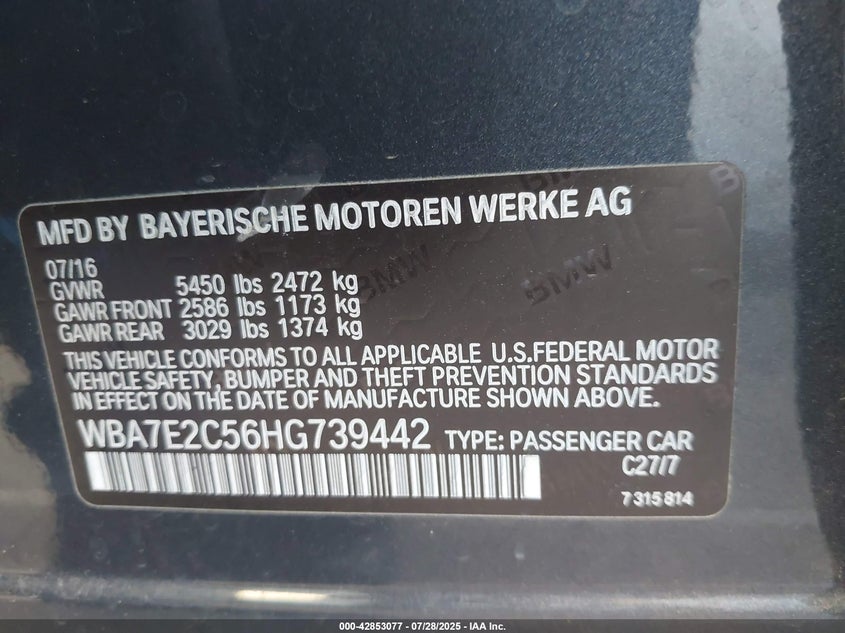 MFD BY BAYERISCHE MOTOREN WERKE AG
07/16
GVWR 5450 lbs 2472 kg
GAWR FRONT 2586 lbs 1173 kg
GAWR REAR 3029 lbs 1374 kg
THIS VEHICLE CONFORMS TO ALL APPLICABLE U.S.FEDERAL MOTOR
VEHICLE SAFETY, BUMPER AND THEFT PREVENTION STANDARDS
IN EFFECT ON THE DATE OF MANUFACTURE SHOWN ABOVE.
WBA7E2C56HG739442 TYPE: PASSENGER CAR
C27/7
7 315 814
BMW
BMW
000-42853077 - 07/28/2025 - IAA Inc.